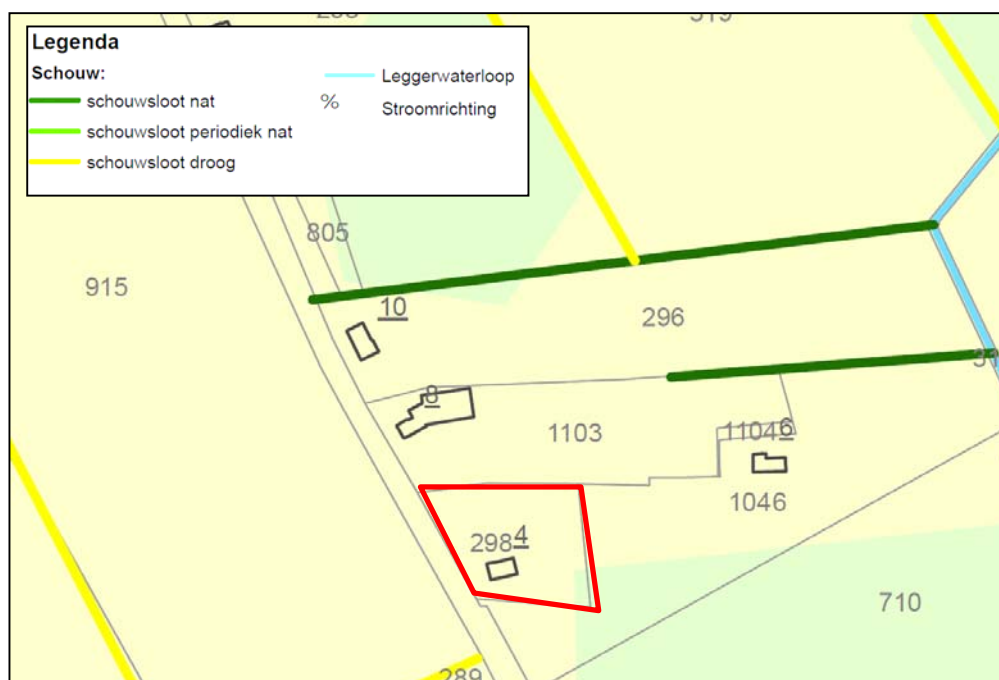 Legenda
Schouw:
schouwsloot nat
schouwsloot periodiek nat
schouwsloot droog
Leggerwaterloop
% Stroomrichting
805
915
10
296
8
1103
11046
1046
2984
710
289